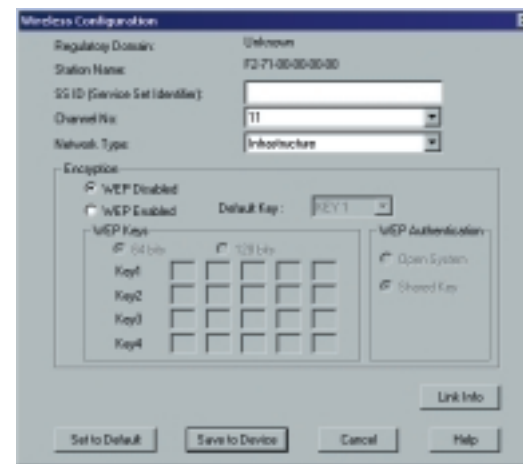 Wireless Configuration
Regulatory Domain: Unknown
Station Name: F2-71-00-00-00-00
SS ID (Service Set Identifier):
Channel No: 11
Network Type: Infrastructure
Encryption
WEP Disabled
WEP Enabled Default Key : KEY 1
WEP Keys WEP Authentication
64 bits 128 bits Open System
Key1 Shared Key
Key2
Key3
Key4
Link Info
Set to Default Save to Device Cancel Help